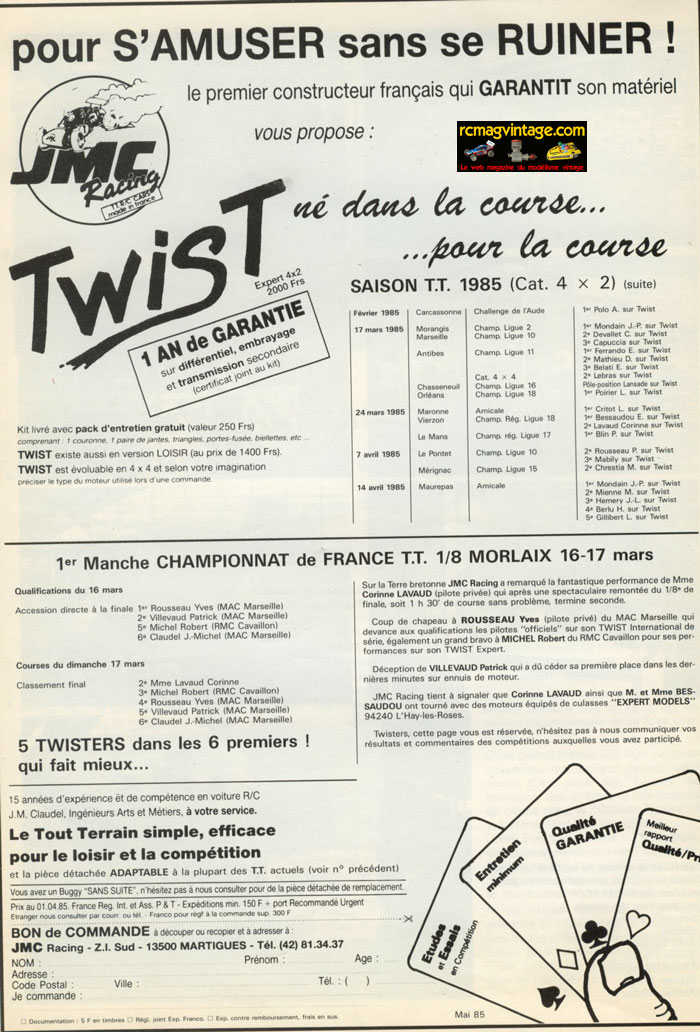 pour S'AMUSER sans se RUINER !
le premier constructeur français qui GARANTIT son matériel
vous propose :
rcmagvintage.com
Le web magazine du modélisme vintage
JMC
Racing
T.T. R/C CARS
made in france
TWIST
né dans la course...
...pour la course
Expert 4x2
2000 Frs
1 AN de GARANTIE
sur différentiel, embrayage
et transmission secondaire
(certificat joint au kit)
Kit livré avec pack d'entretien gratuit (valeur 250 Frs)
comprenant : 1 couronne, 1 paire de jantes, triangles, portes-fusée, biellettes, etc ...
TWIST existe aussi en version LOISIR (au prix de 1400 Frs).
TWIST est évoluable en 4 x 4 et selon votre imagination
préciser le type du moteur utilisé lors d'une commande.
SAISON T.T. 1985 (Cat. 4 × 2) (suite)
Février 1985 Carcassonne Challenge de l'Aude 1er Polo A. sur Twist
17 mars 1985 Morangis Champ. Ligue 2 1er Mondain J.-P. sur Twist
Marseille Champ. Ligue 10 2e Devallet C. sur Twist
3e Capuccia sur Twist
Antibes Champ. Ligue 11 1er Ferrando E. sur Twist
2e Mathieu D. sur Twist
3e Belati E. sur Twist
Cat. 4 × 4 2e Lebras sur Twist
Chasseneuil Champ. Ligue 16 Pôle-position Lansade sur Twist
Orléans Champ. Ligue 18 1er Poirier L. sur Twist
24 mars 1985 Maronne Amicale 1er Critot L. sur Twist
Vierzon Champ. Rég. Ligue 18 1er Bessaudou E. sur Twist
2e Lavaud Corinne sur Twist
Le Mans Champ. rég. Ligue 17 1er Blin P. sur Twist
7 avril 1985 Le Pontet Champ. Ligue 10 2e Rousseau P. sur Twist
3e Mabily sur Twist
Mérignac Champ. Ligue 15 2e Chrestia M. sur Twist
14 avril 1985 Maurepas Amicale 1er Mondain J.-P. sur Twist
2e Mienne M. sur Twist
3e Hemery J.-L. sur Twist
4e Berlu H. sur Twist
5e Gillibert L. sur Twist
1er Manche CHAMPIONNAT de FRANCE T.T. 1/8 MORLAIX 16-17 mars
Qualifications du 16 mars
Accession directe à la finale 1er Rousseau Yves (MAC Marseille)
2e Villevaud Patrick (MAC Marseille)
5e Michel Robert (RMC Cavaillon)
6e Claudel J.-Michel (MAC Marseille)
Courses du dimanche 17 mars
Classement final 2e Mme Lavaud Corinne
3e Michel Robert (RMC Cavaillon)
4e Rousseau Yves (MAC Marseille)
5e Villevaud Patrick (MAC Marseille)
6e Claudel J.-Michel (MAC Marseille)
5 TWISTERS dans les 6 premiers !
qui fait mieux...
Sur la Terre bretonne JMC Racing a remarqué la fantastique performance de Mme
Corinne LAVAUD (pilote privée) qui après une spectaculaire remontée du 1/8e de
finale, soit 1 h 30' de course sans problème, termine seconde.
Coup de chapeau à ROUSSEAU Yves (pilote privé) du MAC Marseille qui
devance aux qualifications les pilotes "officiels" sur son TWIST International de
série, également un grand bravo à MICHEL Robert du RMC Cavaillon pour ses per-
formances sur son TWIST Expert.
Déception de VILLEVAUD Patrick qui a dû céder sa première place dans les der-
nières minutes sur ennuis de moteur.
JMC Racing tient à signaler que Corinne LAVAUD ainsi que M. et Mme BES-
SAUDOU ont tourné avec des moteurs équipés de culasses "EXPERT MODELS"
94240 L'Hay-les-Roses.
Twisters, cette page vous est réservée, n'hésitez pas à nous communiquer vos
résultats et commentaires des compétitions auxquelles vous avez participé.
15 années d'expérience et de compétence en voiture R/C
J.M. Claudel, Ingénieurs Arts et Métiers, à votre service.
Le Tout Terrain simple, efficace
pour le loisir et la compétition
et la pièce détachée ADAPTABLE à la plupart des T.T. actuels (voir n° précédent)
Vous avez un Buggy "SANS SUITE", n'hésitez pas à nous consulter pour de la pièce détachée de remplacement.
Prix au 01.04.85. France Reg. Int. et Ass. P & T - Expéditions min. 150 F + port Recommandé Urgent
Etranger nous consulter par courr. ou tél. - Franco pour règf à la commande sup. 300 F
BON de COMMANDE à découper ou recopier et à adresser à :
JMC Racing - Z.I. Sud - 13500 MARTIGUES - Tél. (42) 81.34.37
NOM : Prénom : Age :
Adresse :
Code Postal : Ville : Tél. : ( )
Je commande :
Documentation : 5 F en timbres Régl. joint Exp. Franco. Exp. contre remboursement, frais en sus.
Mai 85
Etudes
et Essais
en Compétition
Entretien
minimum
Qualité
GARANTIE
Meilleur
rapport
Qualité/Pr